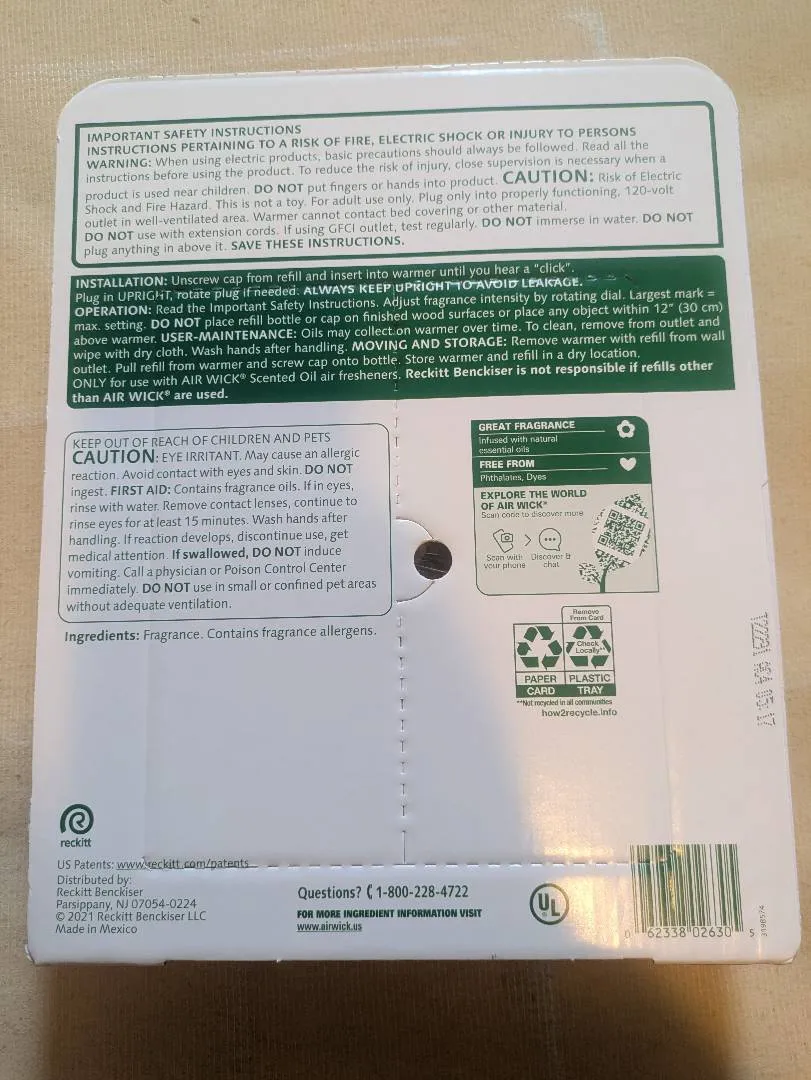 IMPORTANT SAFETY INSTRUCTIONS
INSTRUCTIONS PERTAINING TO A RISK OF FIRE, ELECTRIC SHOCK OR INJURY TO PERSONS
WARNING: When using electric products, basic precautions should always be followed. Read all the
instructions before using the product. To reduce the risk of injury, close supervision is necessary when a
product is used near children. DO NOT put fingers or hands into product. CAUTION: Risk of Electric
Shock and Fire Hazard. This is not a toy. For adult use only. Plug only into properly functioning, 120-volt
outlet in well-ventilated area. Warmer cannot contact bed covering or other material.
DO NOT use with extension cords. If using GFCI outlet, test regularly. DO NOT immerse in water. DO NOT
plug anything in above it. SAVE THESE INSTRUCTIONS.
INSTALLATION: Unscrew cap from refill and insert into warmer until you hear a "click".
Plug in UPRIGHT, rotate plug if needed. ALWAYS KEEP UPRIGHT TO AVOID LEAKAGE.
OPERATION: Read the Important Safety Instructions. Adjust fragrance intensity by rotating dial. Largest mark =
max. setting. DO NOT place refill bottle or cap on finished wood surfaces or place any object within 12" (30 cm)
above warmer. USER-MAINTENANCE: Oils may collect on warmer over time. To clean, remove from outlet and
wipe with dry cloth. Wash hands after handling. MOVING AND STORAGE: Remove warmer with refill from wall
outlet. Pull refill from warmer and screw cap onto bottle. Store warmer and refill in a dry location.
ONLY for use with AIR WICK® Scented Oil air fresheners. Reckitt Benckiser is not responsible if refills other
than AIR WICK® are used.
KEEP OUT OF REACH OF CHILDREN AND PETS
CAUTION: EYE IRRITANT. May cause an allergic
reaction. Avoid contact with eyes and skin. DO NOT
ingest. FIRST AID: Contains fragrance oils. If in eyes,
rinse with water. Remove contact lenses, continue to
rinse eyes for at least 15 minutes. Wash hands after
handling. If reaction develops, discontinue use, get
medical attention. If swallowed, DO NOT induce
vomiting. Call a physician or Poison Control Center
immediately. DO NOT use in small or confined pet areas
without adequate ventilation.
Ingredients: Fragrance. Contains fragrance allergens.
GREAT FRAGRANCE
Infused with natural
essential oils
FREE FROM
Phthalates, Dyes
EXPLORE THE WORLD
OF AIR WICK®
Scan code to discover more
Scan with
your phone
Discover &
chat
Remove
From Card
Check
Locally**
PAPER
PLASTIC
CARD
TRAY
**Not recycled in all communities
how2recycle.info
reckitt
US Patents: www.reckitt.com/patents
Distributed by:
Reckitt Benckiser
Parsippany, NJ 07054-0224
© 2021 Reckitt Benckiser LLC
Made in Mexico
Questions? 1-800-228-4722
FOR MORE INGREDIENT INFORMATION VISIT
www.airwick.us
UL
0 62338 02630 5
3198574